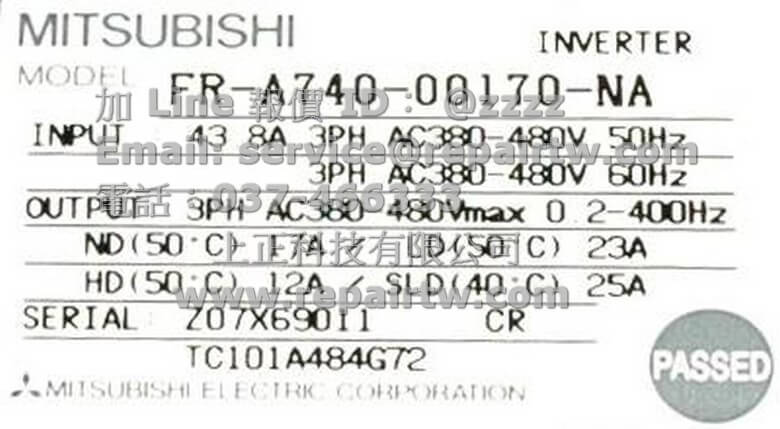 MITSUBISHI
INVERTER
MODEL FR-A740-00170-NA
加 Line 報價 ID： @zzzz
INPUT 43.8A 3PH AC380-480V 50Hz
Email: service@repairtw.com
3PH AC380-480V 60Hz
電話：037-466333
OUTPUT 3PH AC380-480Vmax 0.2-400Hz
上正科技有限公司
ND(50°C) 17A / LD(50°C) 23A
HD(50°C) 12A / SLD(40°C) 25A
www.repairtw.com
SERIAL Z07X69011 CR
TC101A484G72
PASSED
MITSUBISHI ELECTRIC CORPORATION